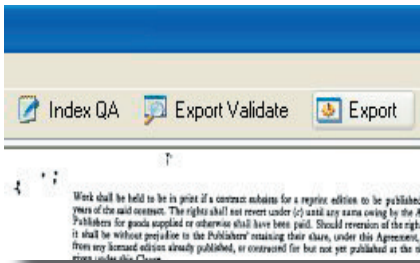 Index QA Export Validate Export
Work shall be held to be in print if a contract subsists for a reprint edition to be published
years of the said contract. The rights shall not revert under (c) until any sums owing by the A
Publishers for goods supplied or otherwise shall have been paid. Should reversion of the righ
it shall be without prejudice to the Publishers' retaining their share, under this Agreement,
from any licensed edition already published, or contracted for but not yet published at the
given under this Clause